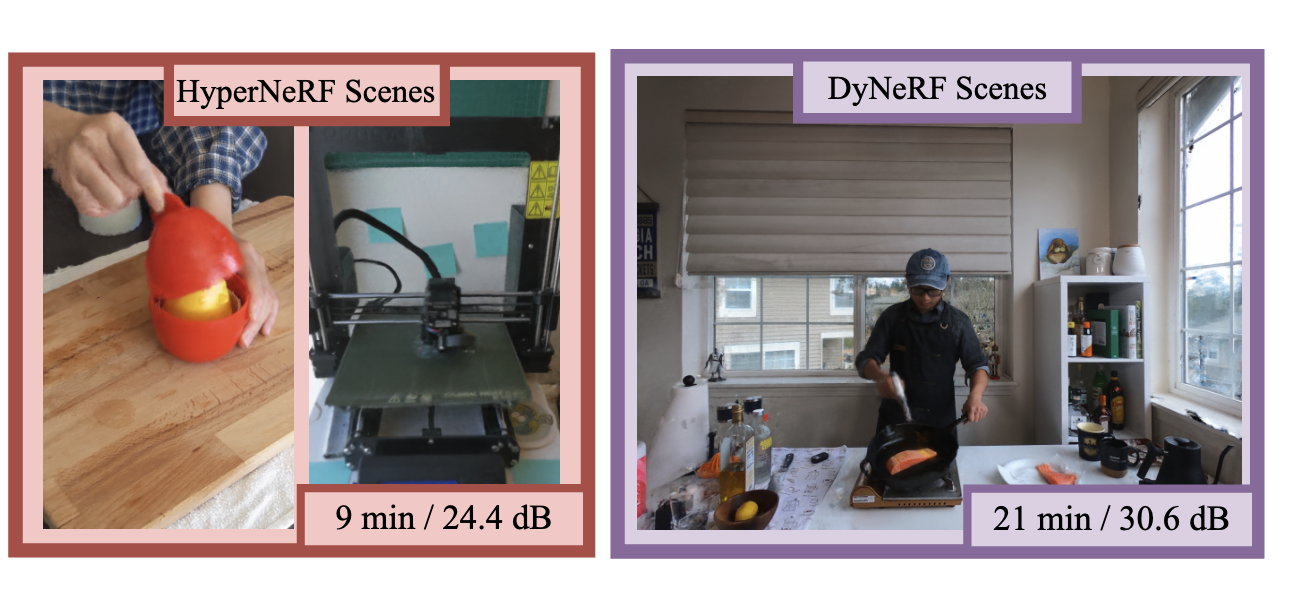 HyperNeRF Scenes
DyNeRF Scenes
9 min / 24.4 dB
21 min / 30.6 dB